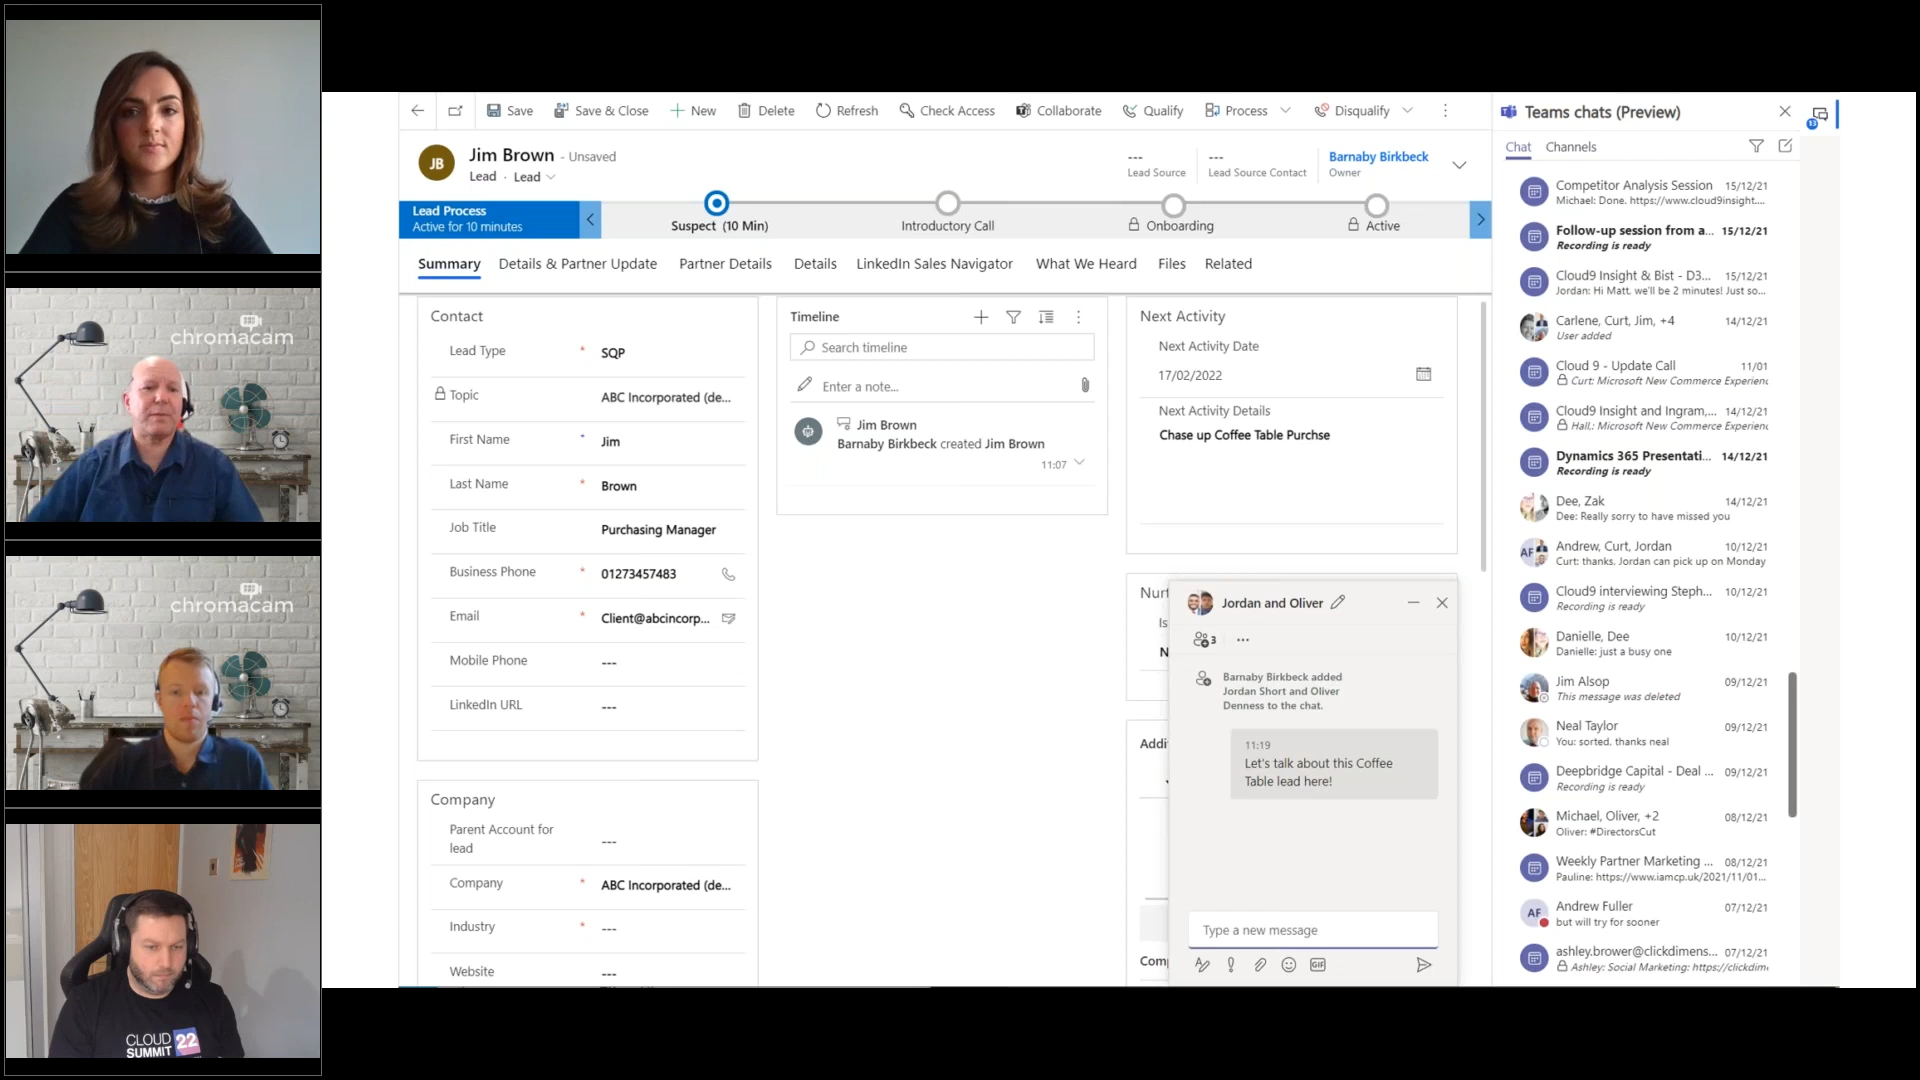 chromacam
chromacam
CLOUD
SUMMIT 22
Save
Save & Close
New
Delete
Refresh
Check Access
Collaborate
Qualify
Process
Disqualify
JB
Jim Brown - Unsaved
Lead · Lead
---
Lead Source
---
Lead Source Contact
Barnaby Birkbeck
Owner
Lead Process
Active for 10 minutes
Suspect (10 Min)
Introductory Call
Onboarding
Active
Summary
Details & Partner Update
Partner Details
Details
LinkedIn Sales Navigator
What We Heard
Files
Related
Contact
Lead Type * SQP
Topic ABC Incorporated (de...
First Name * Jim
Last Name * Brown
Job Title Purchasing Manager
Business Phone * 01273457483
Email * Client@abcincorp...
Mobile Phone ---
LinkedIn URL ---
Company
Parent Account for
lead ---
Company * ABC Incorporated (de...
Industry * ---
Website ---
Timeline
Search timeline
Enter a note...
Jim Brown
Barnaby Birkbeck created Jim Brown
11:07
Next Activity
Next Activity Date
17/02/2022
Next Activity Details
Chase up Coffee Table Purchse
Nurt
Is
N
Addi
Comp
Jordan and Oliver
3
Barnaby Birkbeck added
Jordan Short and Oliver
Denness to the chat.
11:19
Let's talk about this Coffee
Table lead here!
Type a new message
GIF
Teams chats (Preview)
13
Chat
Channels
Competitor Analysis Session 15/12/21
Michael: Done. https://www.cloud9insight....
Follow-up session from a... 15/12/21
Recording is ready
Cloud9 Insight & Bist - D3... 15/12/21
Jordan: Hi Matt. we'll be 2 minutes! Just so...
Carlene, Curt, Jim, +4 14/12/21
User added
Cloud 9 - Update Call 11/01
Curt: Microsoft New Commerce Experienc
Cloud9 Insight and Ingram,... 14/12/21
Hall,: Microsoft New Commerce Experienc
Dynamics 365 Presentati... 14/12/21
Recording is ready
Dee, Zak 14/12/21
Dee: Really sorry to have missed you
AF
Andrew, Curt, Jordan 10/12/21
Curt: thanks. Jordan can pick up on Monday
Cloud9 interviewing Steph... 10/12/21
Recording is ready
Danielle, Dee 10/12/21
Danielle: just a busy one
Jim Alsop 09/12/21
This message was deleted
Neal Taylor 09/12/21
You: sorted, thanks neal
Deepbridge Capital - Deal ... 09/12/21
Recording is ready
Michael, Oliver, +2 08/12/21
Oliver: #DirectorsCut
Weekly Partner Marketing ... 08/12/21
Pauline: https://www.iamcp.uk/2021/11/01...
AF
Andrew Fuller 07/12/21
but will try for sooner
ashley.brower@clickdimens... 07/12/21
Ashley: Social Marketing: https://clickdime